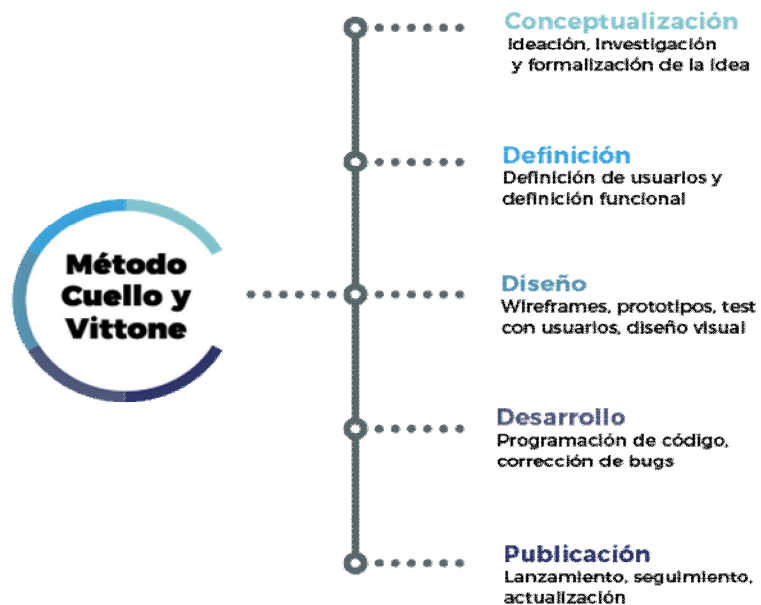 Método
Cuello y
Vittone
Conceptualización
Ideación, investigación
y formalización de la idea
Definición
Definición de usuarios y
definición funcional
Diseño
Wireframes, prototipos, test
con usuarios, diseño visual
Desarrollo
Programación de código,
corrección de bugs
Publicación
Lanzamiento, seguimiento,
actualización